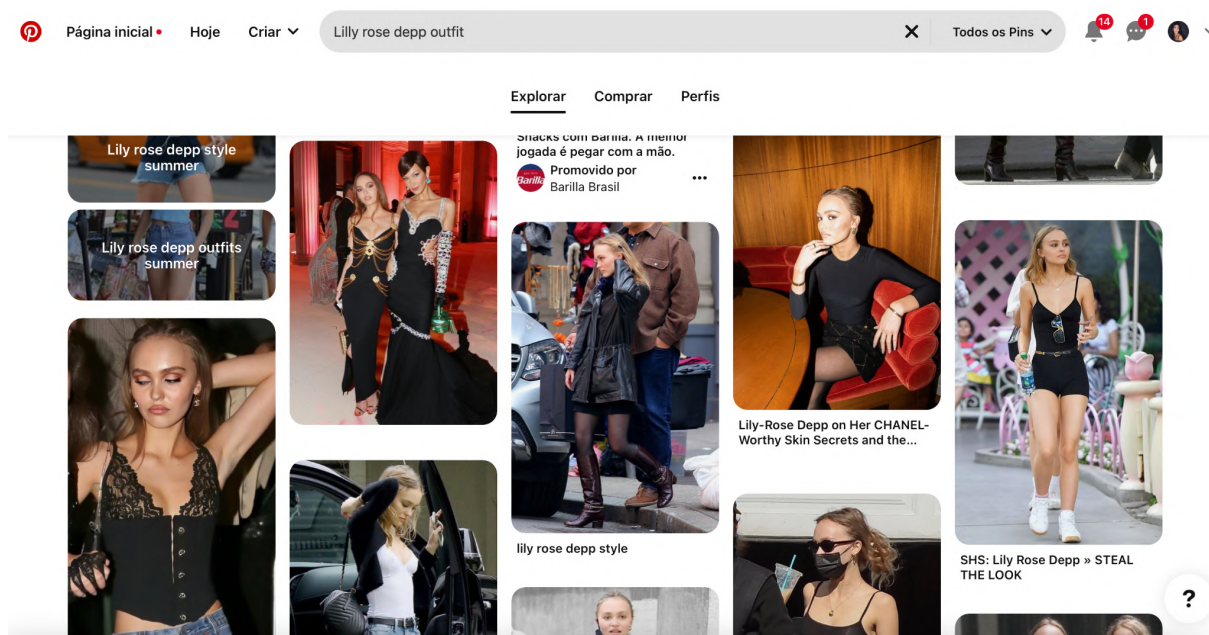 Página inicial
Hoje
Criar
Lilly rose depp outfit
Todos os Pins
14
1
Explorar
Comprar
Perfis
Lily rose depp style
summer
Lily rose depp outfits
summer
Snacks com Barilla. A melhor
jogada é pegar com a mão.
Barilla
Promovido por
Barilla Brasil
lily rose depp style
Lily-Rose Depp on Her CHANEL-
Worthy Skin Secrets and the...
SHS: Lily Rose Depp » STEAL
THE LOOK
?